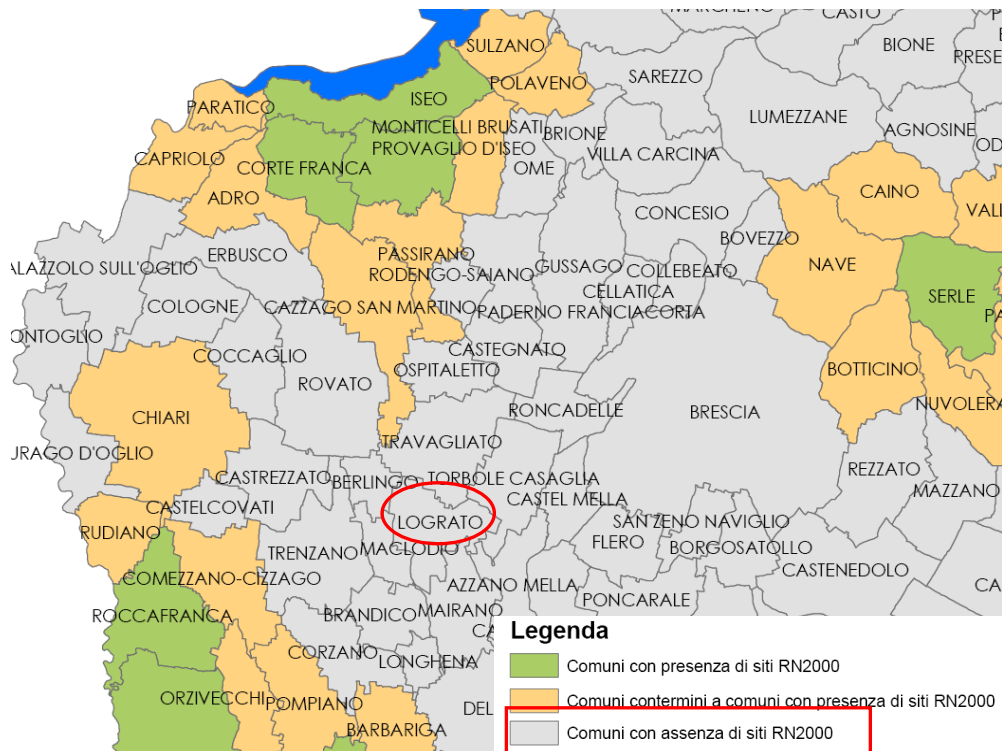 MARCHENO
CASTO
SULZANO
BIONE
PRESE
POLAVENO
SAREZZO
ISEO
PARATICO
LUMEZZANE
MONTICELLI BRUSATI
BRIONE
AGNOSINE
PROVAGLIO D'ISEO
VILLA CARCINA
OD
CAPRIOLO
CORTE FRANCA
OME
CAINO
ADRO
CONCESIO
VALL
BOVEZZO
ERBUSCO
PASSIRANO
ALAZZOLO SULL'OGLIO
RODENGO-SAIANO
GUSSAGO
COLLEBEATO
NAVE
CELLATICA
SERLE
COLOGNE
CAZZAGO SAN MARTINO
PADERNO FRANCIACORTA
PA
ONTOGLIO
COCCAGLIO
CASTEGNATO
OSPITALETTO
BOTTICINO
ROVATO
NUVOLERA
CHIARI
RONCADELLE
BRESCIA
TRAVAGLIATO
URAGO D'OGLIO
REZZATO
CASTREZZATO
BERLINGO
TORBOLE CASAGLIA
MAZZANO
CASTEL MELLA
CASTELCOVATI
LOGRATO
SAN ZENO NAVIGLIO
RUDIANO
FLERO
BORGOSATOLLO
TRENZANO
MACLODIO
CASTENEDOLO
COMEZZANO-CIZZAGO
AZZANO MELLA
CA
PONCARALE
ROCCAFRANCA
BRANDICO
MAIRANO
CA
CORZANO
LONGHENA
ORZIVECCHI
POMPIANO
DEL
BARBARIGA
Legenda
Comuni con presenza di siti RN2000
Comuni contermini a comuni con presenza di siti RN2000
Comuni con assenza di siti RN2000